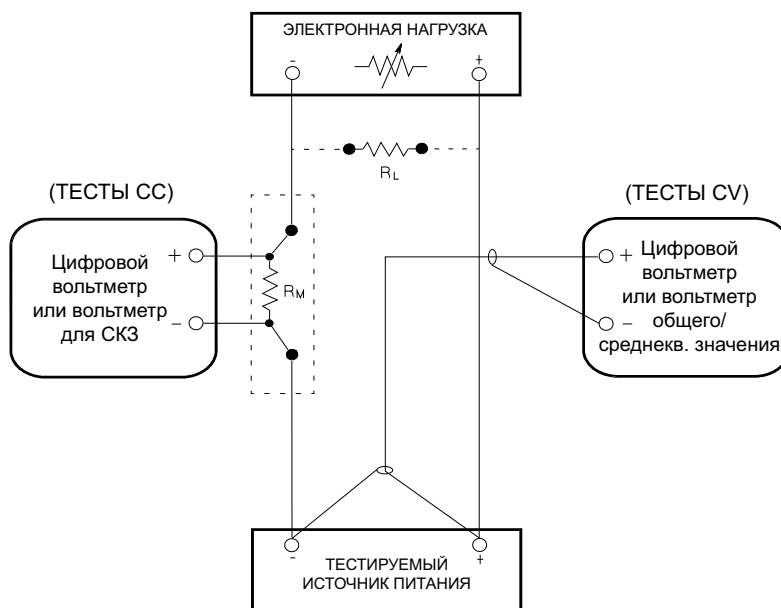 ЭЛЕКТРОННАЯ НАГРУЗКА
- +
RL
(ТЕСТЫ CC)
(ТЕСТЫ CV)
Цифровой
вольтметр
или вольтметр
для СКЗ
+
-
RM
+
-
Цифровой
вольтметр
или вольтметр
общего/
среднекв. значения
- +
ТЕСТИРУЕМЫЙ
ИСТОЧНИК ПИТАНИЯ